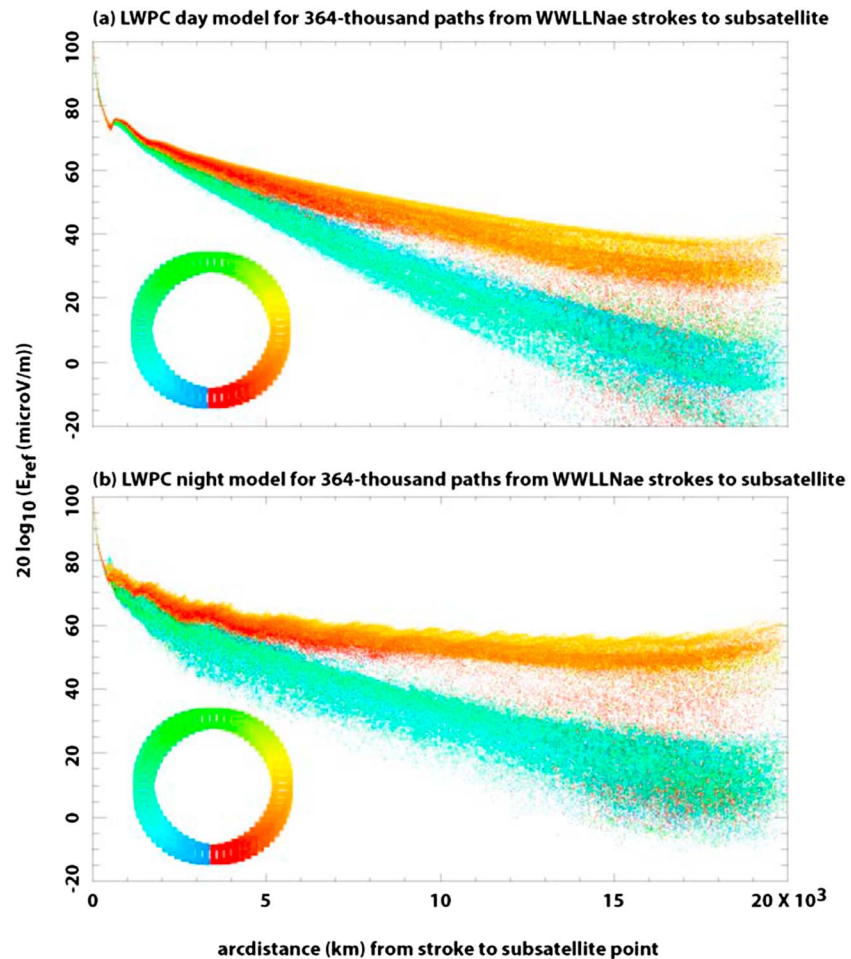 (a) LWPC day model for 364-thousand paths from WWLLNae strokes to subsatellite
100
80
60
40
20
0
-20
(b) LWPC night model for 364-thousand paths from WWLLNae strokes to subsatellite
20 log10 (Eref (microV/m))
100
80
60
40
20
0
-20
0 5 10 15 20 X 10³
arcdistance (km) from stroke to subsatellite point